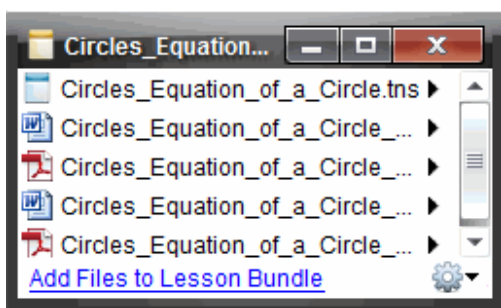 Circles_Equation...
Circles_Equation_of_a_Circle.tns
Circles_Equation_of_a_Circle_...
Circles_Equation_of_a_Circle_...
Circles_Equation_of_a_Circle_...
Circles_Equation_of_a_Circle_...
Add Files to Lesson Bundle